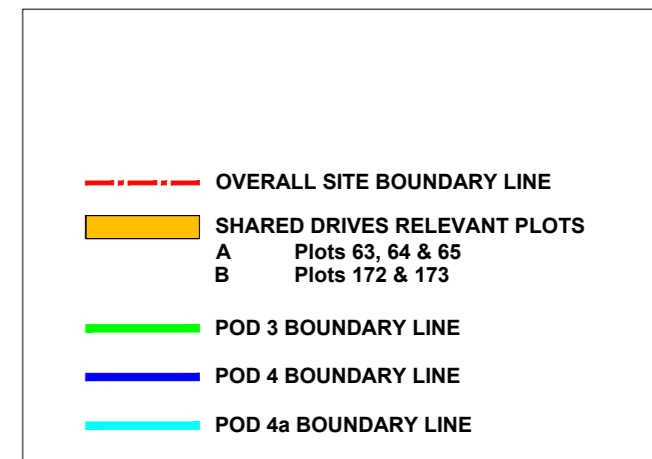 OVERALL SITE BOUNDARY LINE
SHARED DRIVES RELEVANT PLOTS
A Plots 63, 64 & 65
B Plots 172 & 173
POD 3 BOUNDARY LINE
POD 4 BOUNDARY LINE
POD 4a BOUNDARY LINE